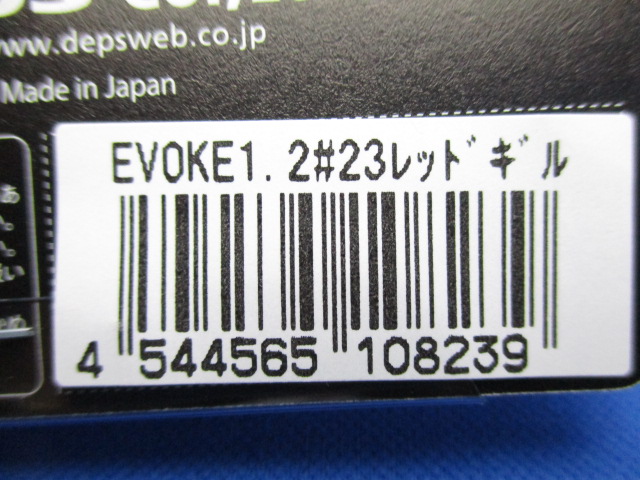 www.depsweb.co.jp
Made in Japan
EVOKE1.2#23ﾚｯﾄﾞｷﾞﾙ
4 544565 108239